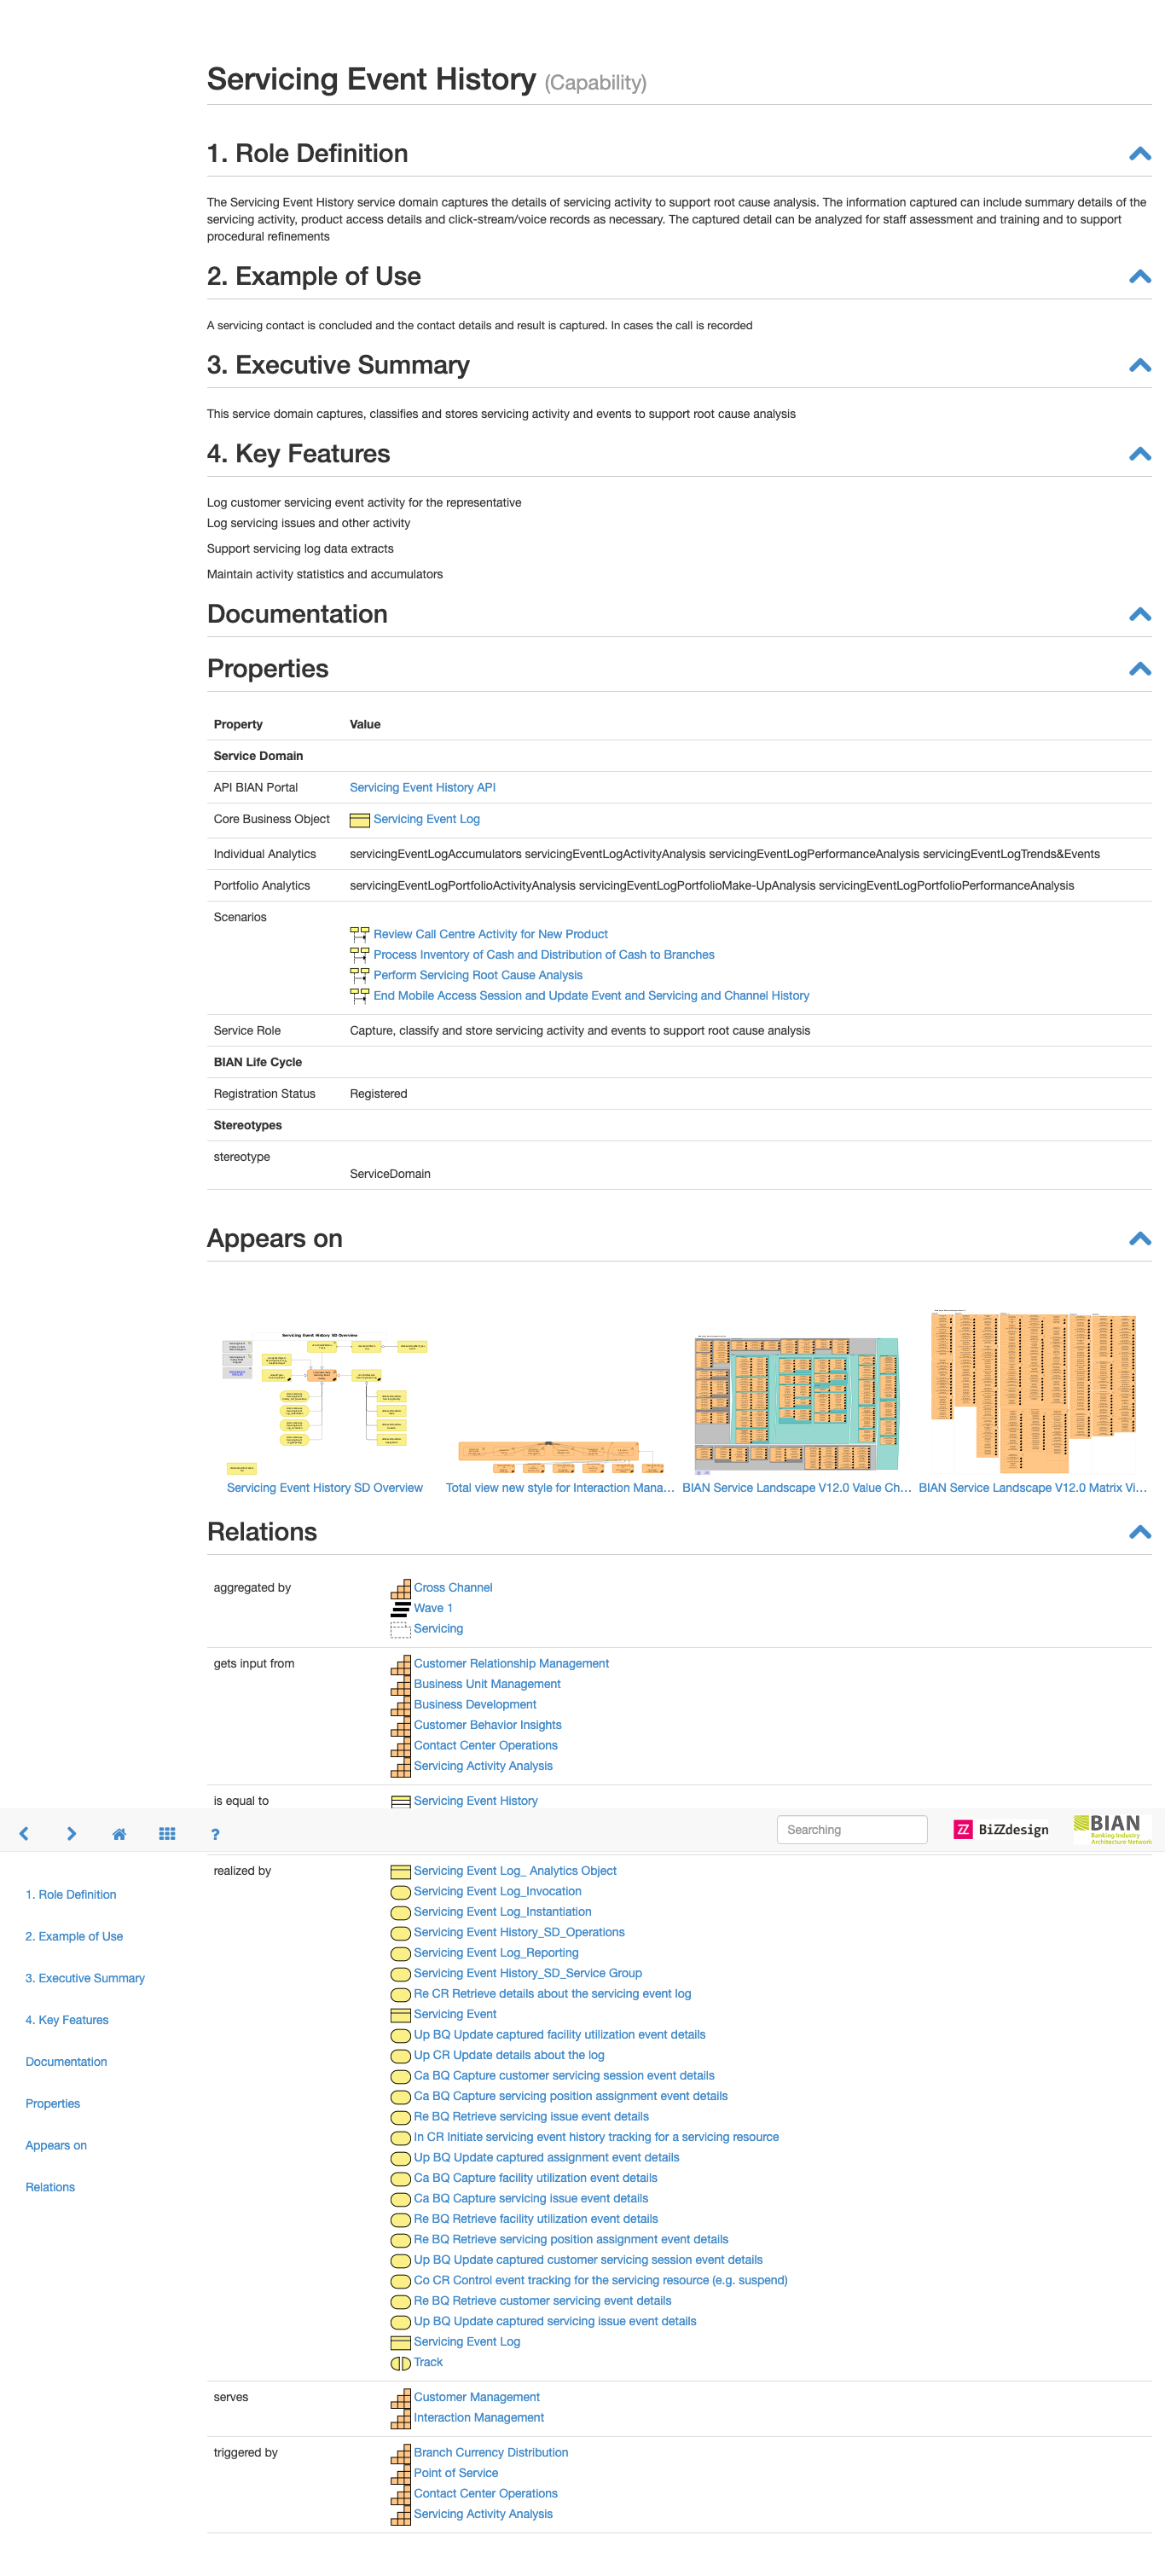 Servicing Event History (Capability)
1. Role Definition
The Servicing Event History service domain captures the details of servicing activity to support root cause analysis. The information captured can include summary details of the
servicing activity, product access details and click-stream/voice records as necessary. The captured detail can be analyzed for staff assessment and training and to support
procedural refinements
2. Example of Use
A servicing contact is concluded and the contact details and result is captured. In cases the call is recorded
3. Executive Summary
This service domain captures, classifies and stores servicing activity and events to support root cause analysis
4. Key Features
Log customer servicing event activity for the representative
Log servicing issues and other activity
Support servicing log data extracts
Maintain activity statistics and accumulators
Documentation
Properties
Property Value
Service Domain
API BIAN Portal Servicing Event History API
Core Business Object Servicing Event Log
Individual Analytics servicingEventLogAccumulators servicingEventLogActivityAnalysis servicingEventLogPerformanceAnalysis servicingEventLogTrends&Events
Portfolio Analytics servicingEventLogPortfolioActivityAnalysis servicingEventLogPortfolioMake-UpAnalysis servicingEventLogPortfolioPerformanceAnalysis
Scenarios
Review Call Centre Activity for New Product
Process Inventory of Cash and Distribution of Cash to Branches
Perform Servicing Root Cause Analysis
End Mobile Access Session and Update Event and Servicing and Channel History
Service Role Capture, classify and store servicing activity and events to support root cause analysis
BIAN Life Cycle
Registration Status Registered
Stereotypes
stereotype
ServiceDomain
Appears on
Servicing Event History SD Overview
Servicing Event History SD Overview Total view new style for Interaction Mana... BIAN Service Landscape V12.0 Value Ch... BIAN Service Landscape V12.0 Matrix Vi...
Relations
aggregated by Cross Channel
Wave 1
Servicing
gets input from Customer Relationship Management
Business Unit Management
Business Development
Customer Behavior Insights
Contact Center Operations
Servicing Activity Analysis
is equal to Servicing Event History
? Searching BiZZdesign BIAN
Banking Industry
Architecture Network
realized by Servicing Event Log_ Analytics Object
Servicing Event Log_Invocation
Servicing Event Log_Instantiation
Servicing Event History_SD_Operations
Servicing Event Log_Reporting
Servicing Event History_SD_Service Group
Re CR Retrieve details about the servicing event log
Servicing Event
Up BQ Update captured facility utilization event details
Up CR Update details about the log
Ca BQ Capture customer servicing session event details
Ca BQ Capture servicing position assignment event details
Re BQ Retrieve servicing issue event details
In CR Initiate servicing event history tracking for a servicing resource
Up BQ Update captured assignment event details
Ca BQ Capture facility utilization event details
Ca BQ Capture servicing issue event details
Re BQ Retrieve facility utilization event details
Re BQ Retrieve servicing position assignment event details
Up BQ Update captured customer servicing session event details
Co CR Control event tracking for the servicing resource (e.g. suspend)
Re BQ Retrieve customer servicing event details
Up BQ Update captured servicing issue event details
Servicing Event Log
Track
1. Role Definition
2. Example of Use
3. Executive Summary
4. Key Features
Documentation
Properties
Appears on
Relations
serves Customer Management
Interaction Management
triggered by Branch Currency Distribution
Point of Service
Contact Center Operations
Servicing Activity Analysis